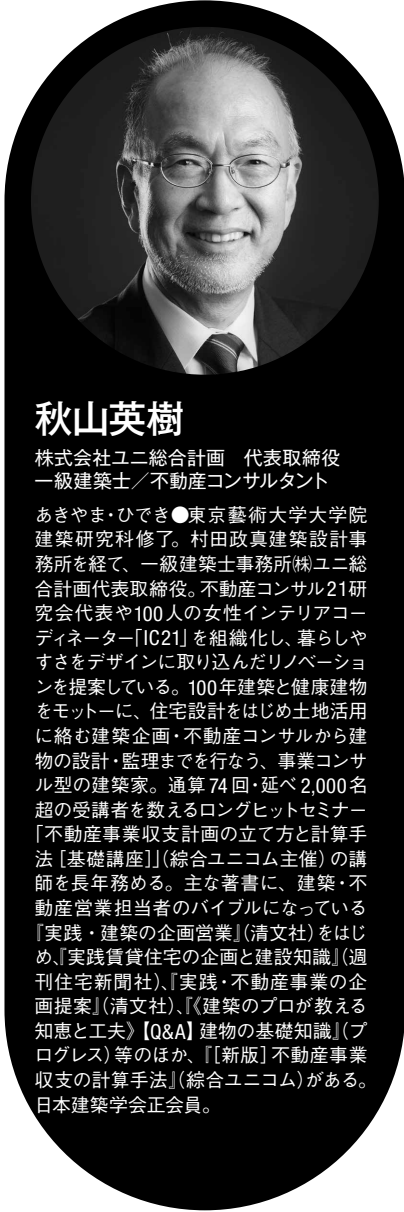 秋山英樹
株式会社ユニ総合計画　代表取締役
一級建築士／不動産コンサルタント
あきやま・ひでき●東京藝術大学大学院
建築研究科修了。村田政真建築設計事
務所を経て、一級建築士事務所㈱ユニ総
合計画代表取締役。不動産コンサル21研
究会代表や100人の女性インテリアコー
ディネーター「IC21」を組織化し、暮らしや
すさをデザインに取り込んだリノベーショ
ンを提案している。100年建築と健康建物
をモットーに、住宅設計をはじめ土地活用
に絡む建築企画・不動産コンサルから建
物の設計・監理までを行なう、事業コンサ
ル型の建築家。通算74回・延べ2,000名
超の受講者を数えるロングヒットセミナー
「不動産事業収支計画の立て方と計算手
法［基礎講座］」（綜合ユニコム主催）の講
師を長年務める。主な著書に、建築・不
動産営業担当者のバイブルになっている
『実践・建築の企画営業』（清文社）をはじ
め、『実践賃貸住宅の企画と建設知識』（週
刊住宅新聞社）、『実践・不動産事業の企
画提案』（清文社）、『《建築のプロが教える
知恵と工夫》【Q&A】建物の基礎知識』（プ
ログレス）等のほか、『［新版］不動産事業
収支の計算手法』（綜合ユニコム）がある。
日本建築学会正会員。